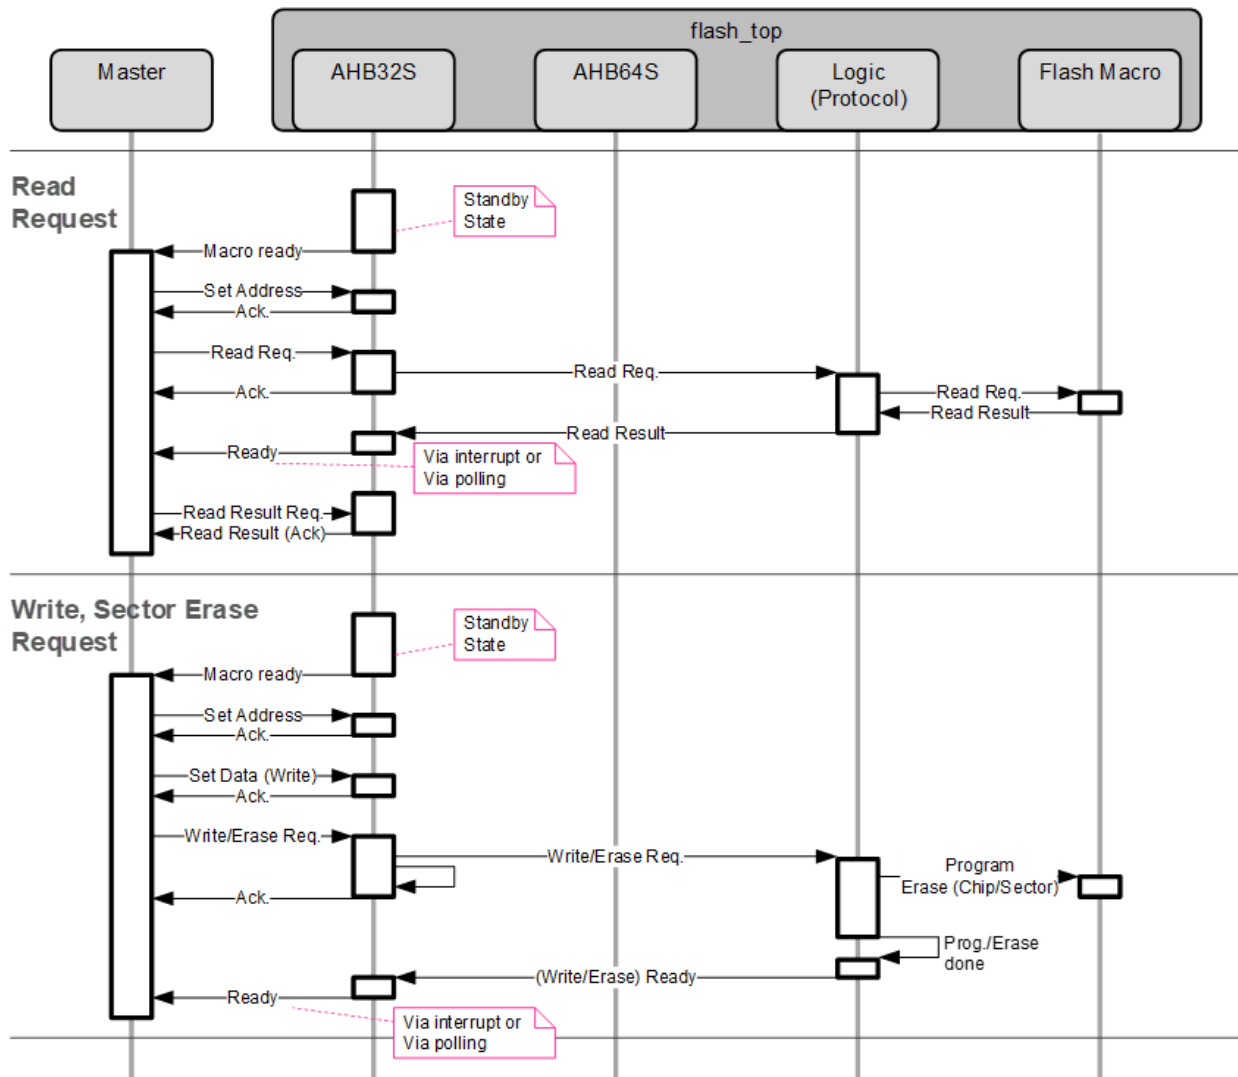 flash_top
Master
AHB32S
AHB64S
Logic
(Protocol)
Flash Macro
Read
Request
Standby
State
Macro ready
Set Address
Ack.
Read Req.
Read Req.
Ack.
Read Req.
Read Result
Read Result
Ready
Via interrupt or
Via polling
Read Result Req.
Read Result (Ack)
Write, Sector Erase
Request
Standby
State
Macro ready
Set Address
Ack.
Set Data (Write)
Ack.
Write/Erase Req.
Write/Erase Req.
Program
Erase (Chip/Sector)
Ack.
Prog./Erase
done
(Write/Erase) Ready
Ready
Via interrupt or
Via polling